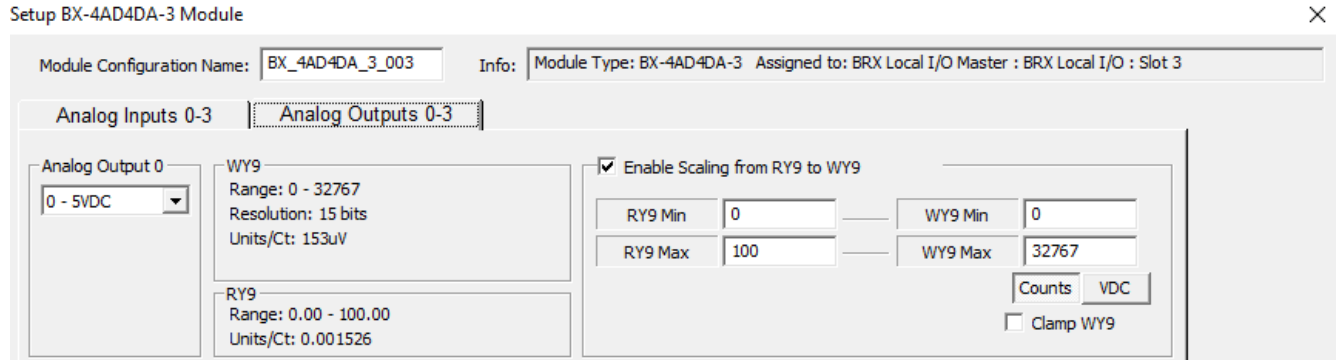 Setup BX-4AD4DA-3 Module
Module Configuration Name: BX_4AD4DA_3_003 Info: Module Type: BX-4AD4DA-3 Assigned to: BRX Local I/O Master : BRX Local I/O : Slot 3
Analog Inputs 0-3 Analog Outputs 0-3
Analog Output 0
0 - 5VDC
WY9
Range: 0 - 32767
Resolution: 15 bits
Units/Ct: 153uV
RY9
Range: 0.00 - 100.00
Units/Ct: 0.001526
Enable Scaling from RY9 to WY9
RY9 Min 0 WY9 Min 0
RY9 Max 100 WY9 Max 32767
Counts VDC
Clamp WY9